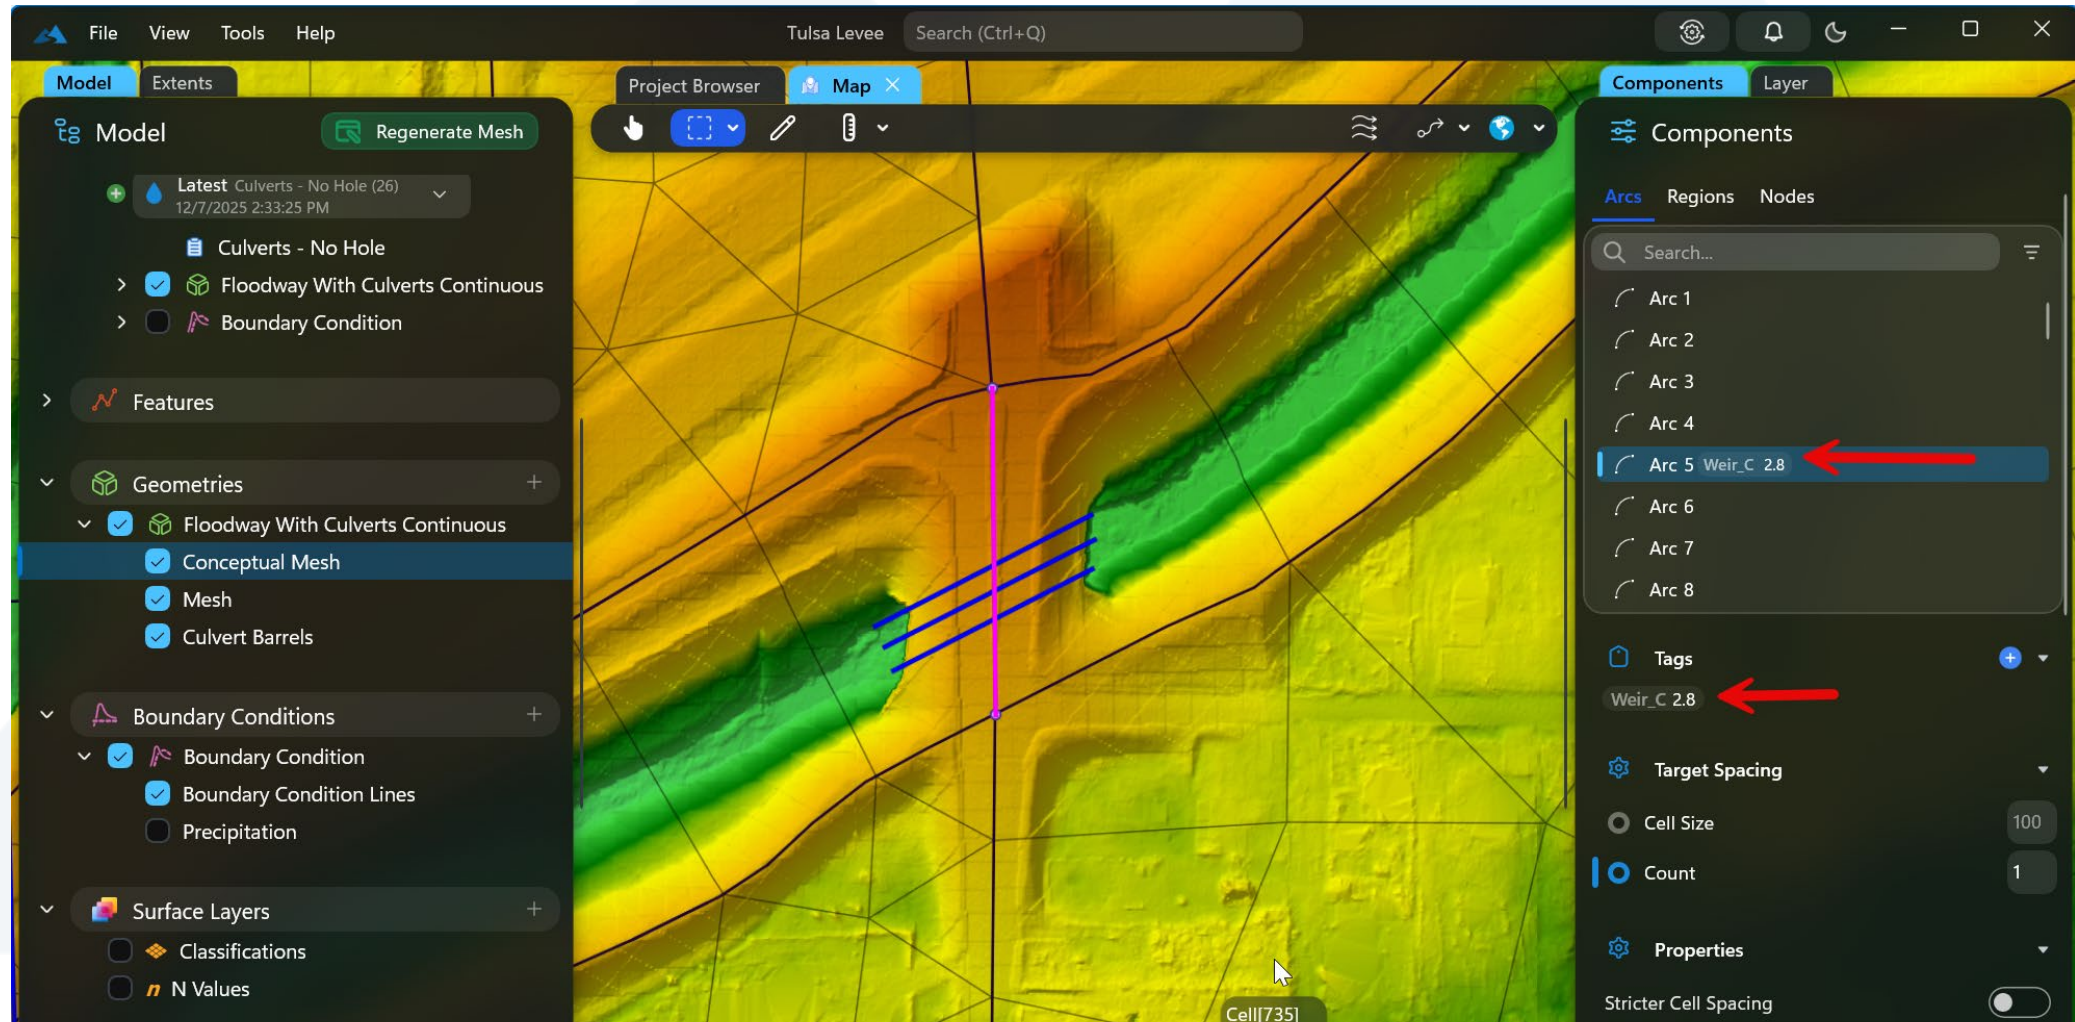 File View Tools Help Tulsa Levee Search (Ctrl+Q)
Model Extents
Model Regenerate Mesh
Latest Culverts - No Hole (26)
12/7/2025 2:33:25 PM
Culverts - No Hole
Floodway With Culverts Continuous
Boundary Condition
Features
Geometries
Floodway With Culverts Continuous
Conceptual Mesh
Mesh
Culvert Barrels
Boundary Conditions
Boundary Condition
Boundary Condition Lines
Precipitation
Surface Layers
Classifications
n N Values
Project Browser Map
Cell[735]
Components Layer
Components
Arcs Regions Nodes
Search...
Arc 1
Arc 2
Arc 3
Arc 4
Arc 5 Weir_C 2.8
Arc 6
Arc 7
Arc 8
Tags
Weir_C 2.8
Target Spacing
Cell Size 100
Count 1
Properties
Stricter Cell Spacing